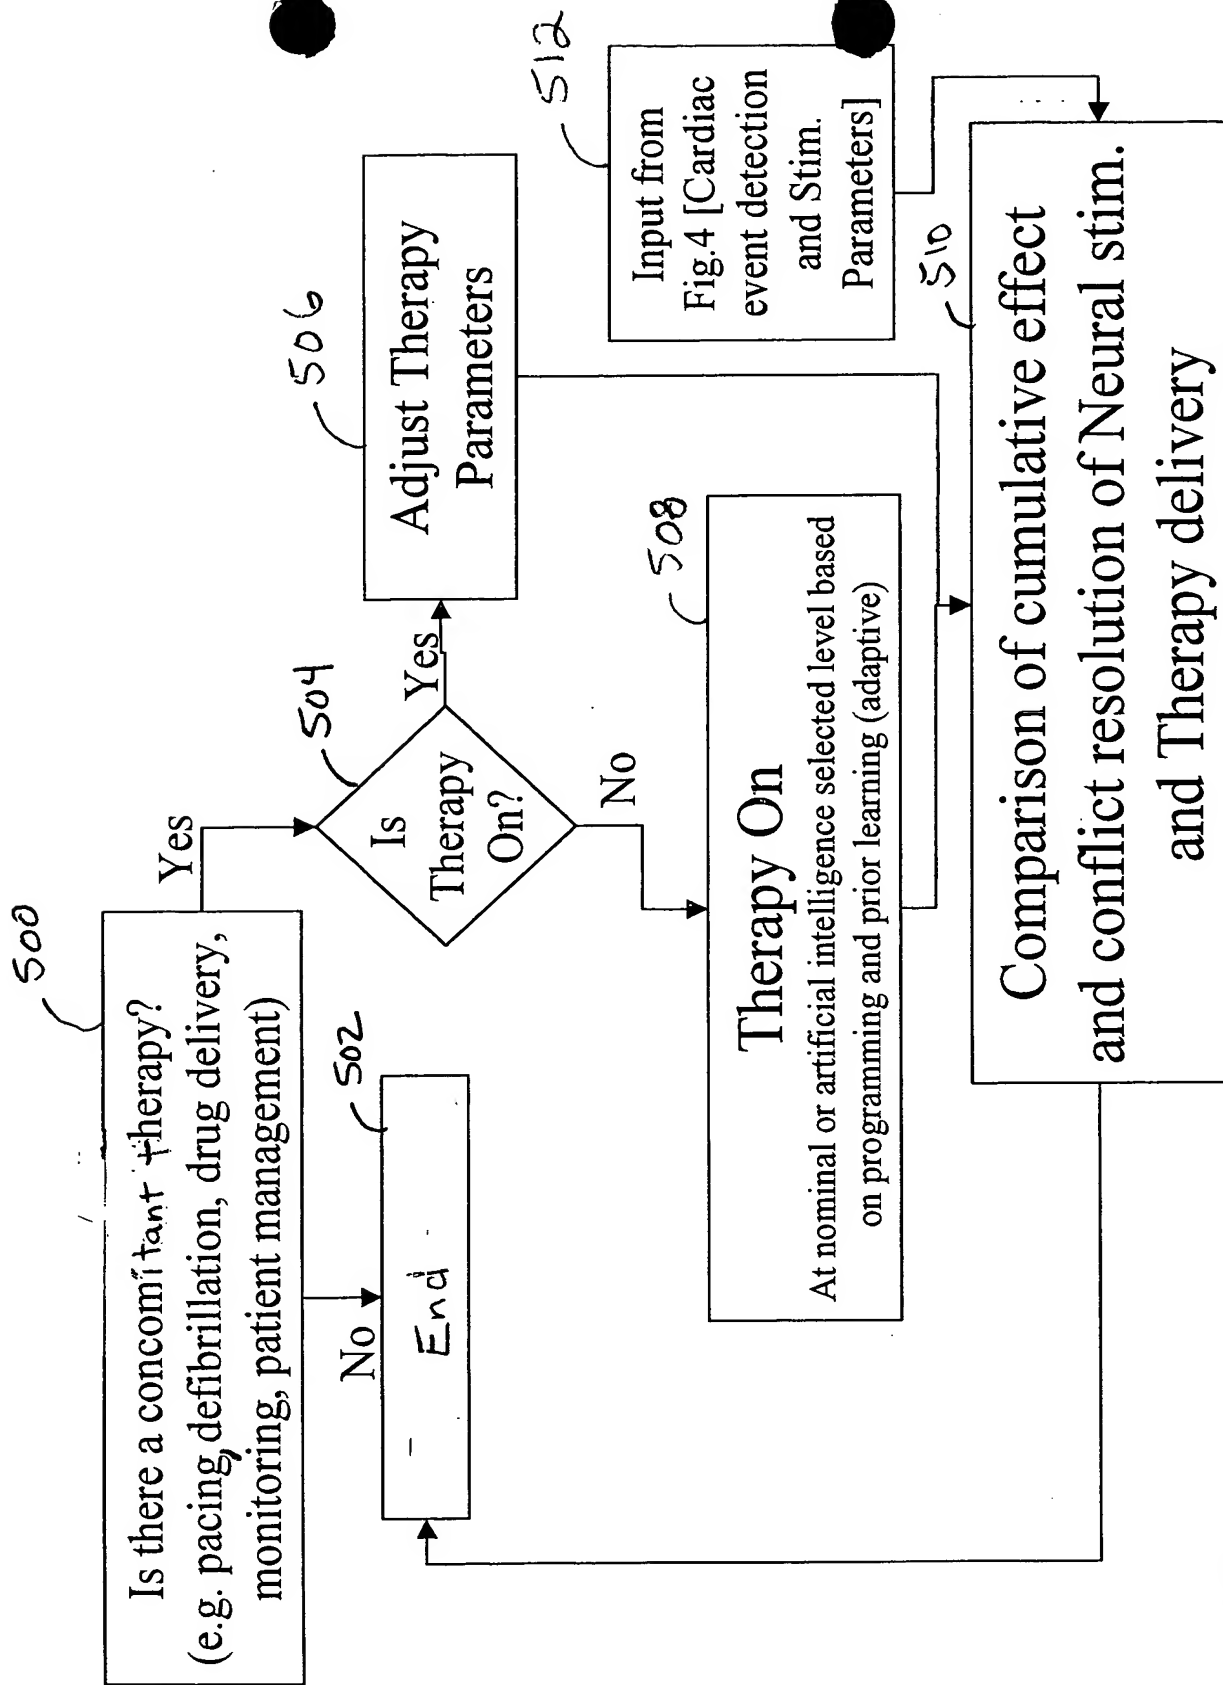 500
Is there a concomitant therapy?
(e.g. pacing, defibrillation, drug delivery,
monitoring, patient management)
Yes
No
502
End
504
Is
Therapy
On?
Yes
No
506
Adjust Therapy
Parameters
508
Therapy On
At nominal or artificial intelligence selected level based
on programming and prior learning (adaptive)
512
Input from
Fig.4 [Cardiac
event detection
and Stim.
Parameters]
510
Comparison of cumulative effect
and conflict resolution of Neural stim.
and Therapy delivery